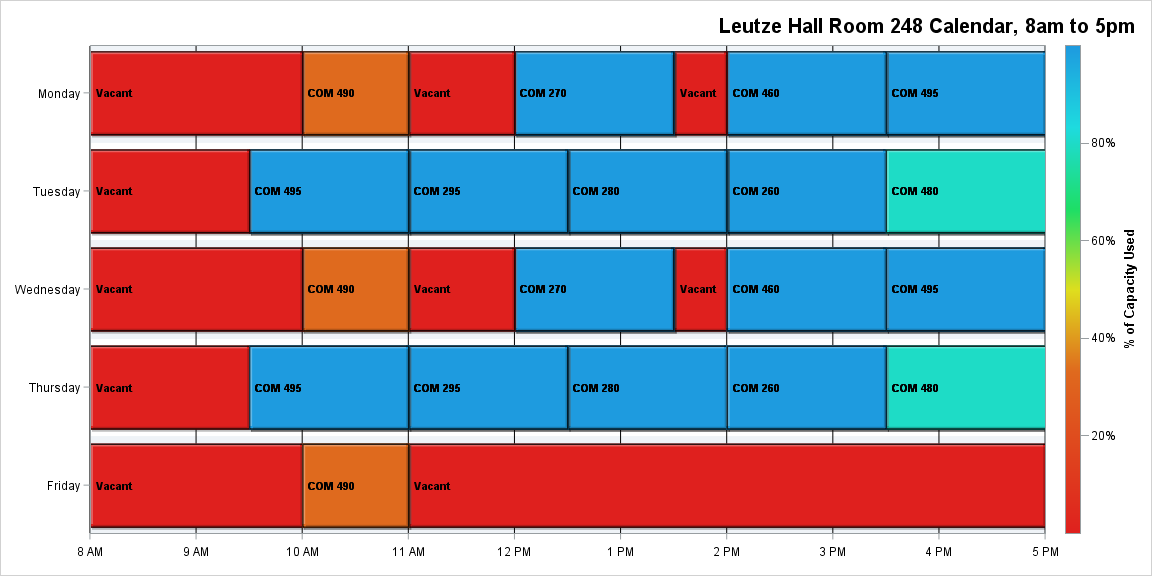 Leutze Hall Room 248 Calendar, 8am to 5pm
Monday
Vacant
COM 490
Vacant
COM 270
Vacant
COM 460
COM 495
Tuesday
Vacant
COM 495
COM 295
COM 280
COM 260
COM 480
Wednesday
Vacant
COM 490
Vacant
COM 270
Vacant
COM 460
COM 495
Thursday
Vacant
COM 495
COM 295
COM 280
COM 260
COM 480
Friday
Vacant
COM 490
Vacant
8 AM
9 AM
10 AM
11 AM
12 PM
1 PM
2 PM
3 PM
4 PM
5 PM
80%
60%
40%
20%
% of Capacity Used